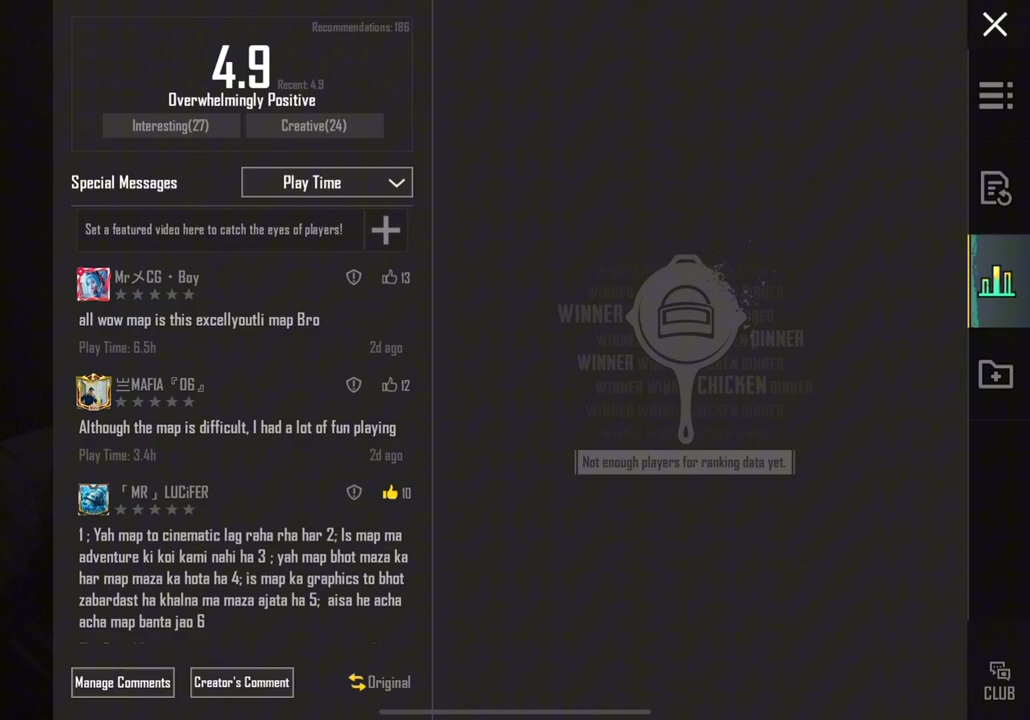 Recommendations: 186
4.9
Recent: 4.9
Overwhelmingly Positive
Interesting(27)
Creative(24)
Special Messages
Play Time
Set a featured video here to catch the eyes of players!
Mr〆CG・Boy
13
all wow map is this excellyoutli map Bro
Play Time: 6.5h
2d ago
亗MAFIA『06』
12
Although the map is difficult, I had a lot of fun playing
Play Time: 3.4h
2d ago
「 MR 」 LUCiFER
10
1 ; Yah map to cinematic lag raha rha har 2; Is map ma
adventure ki koi kami nahi ha 3 ; yah map bhot maza ka
har map maza ka hota ha 4; is map ka graphics to bhot
zabardast ha khalna ma maza ajata ha 5;  aisa he acha
acha map banta jao 6
Manage Comments
Creator's Comment
Original
WINNER
DINNER
WINNER
CHICKEN DINNER
Not enough players for ranking data yet.
CLUB